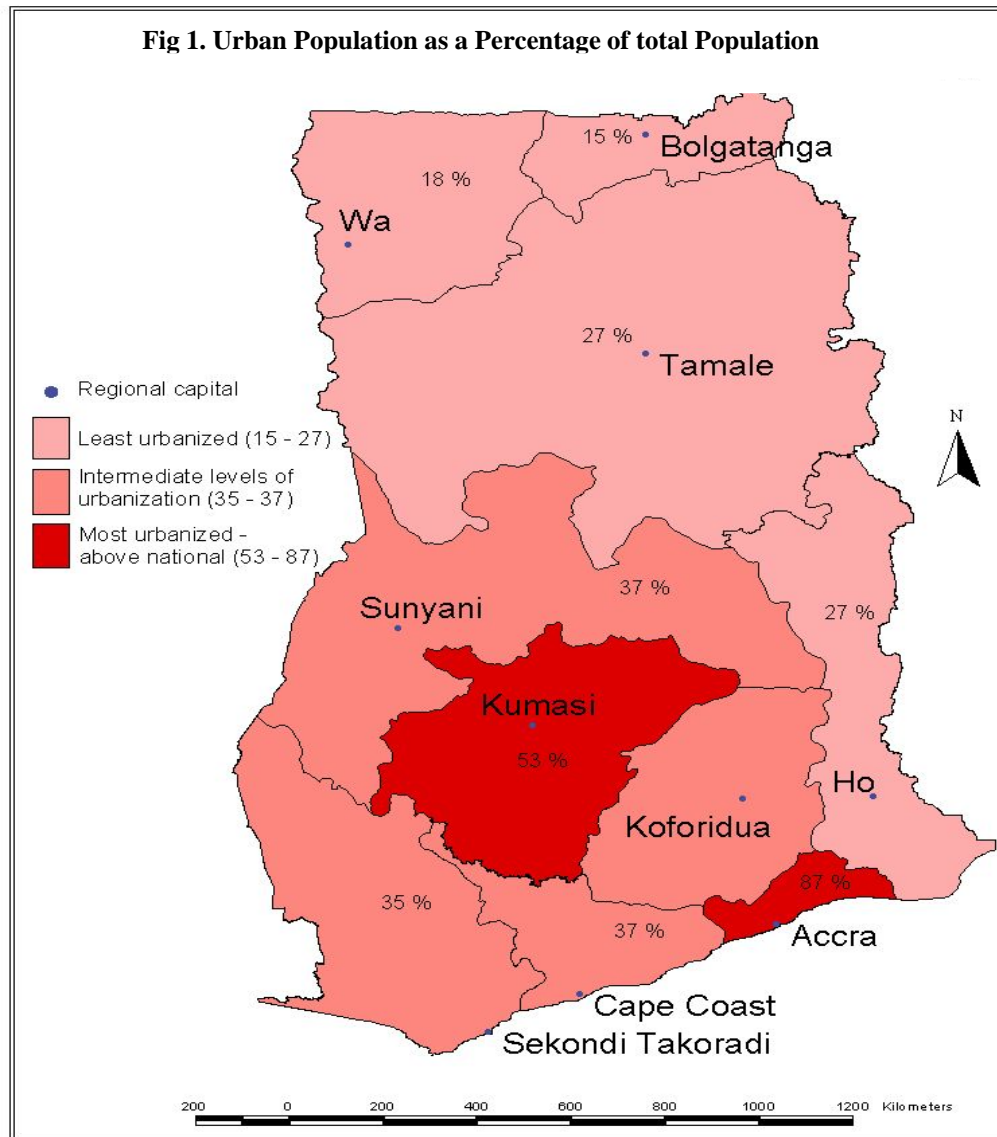 Fig 1. Urban Population as a Percentage of total Population
15 %
Bolgatanga
18 %
Wa
27 %
Tamale
Regional capital
Least urbanized (15 - 27)
Intermediate levels of
urbanization (35 - 37)
Most urbanized -
above national (53 - 87)
N
37 %
Sunyani
27 %
Kumasi
53 %
Ho
Koforidua
87 %
35 %
37 %
Accra
Cape Coast
Sekondi Takoradi
200 0 200 400 600 800 1000 1200 Kilometers